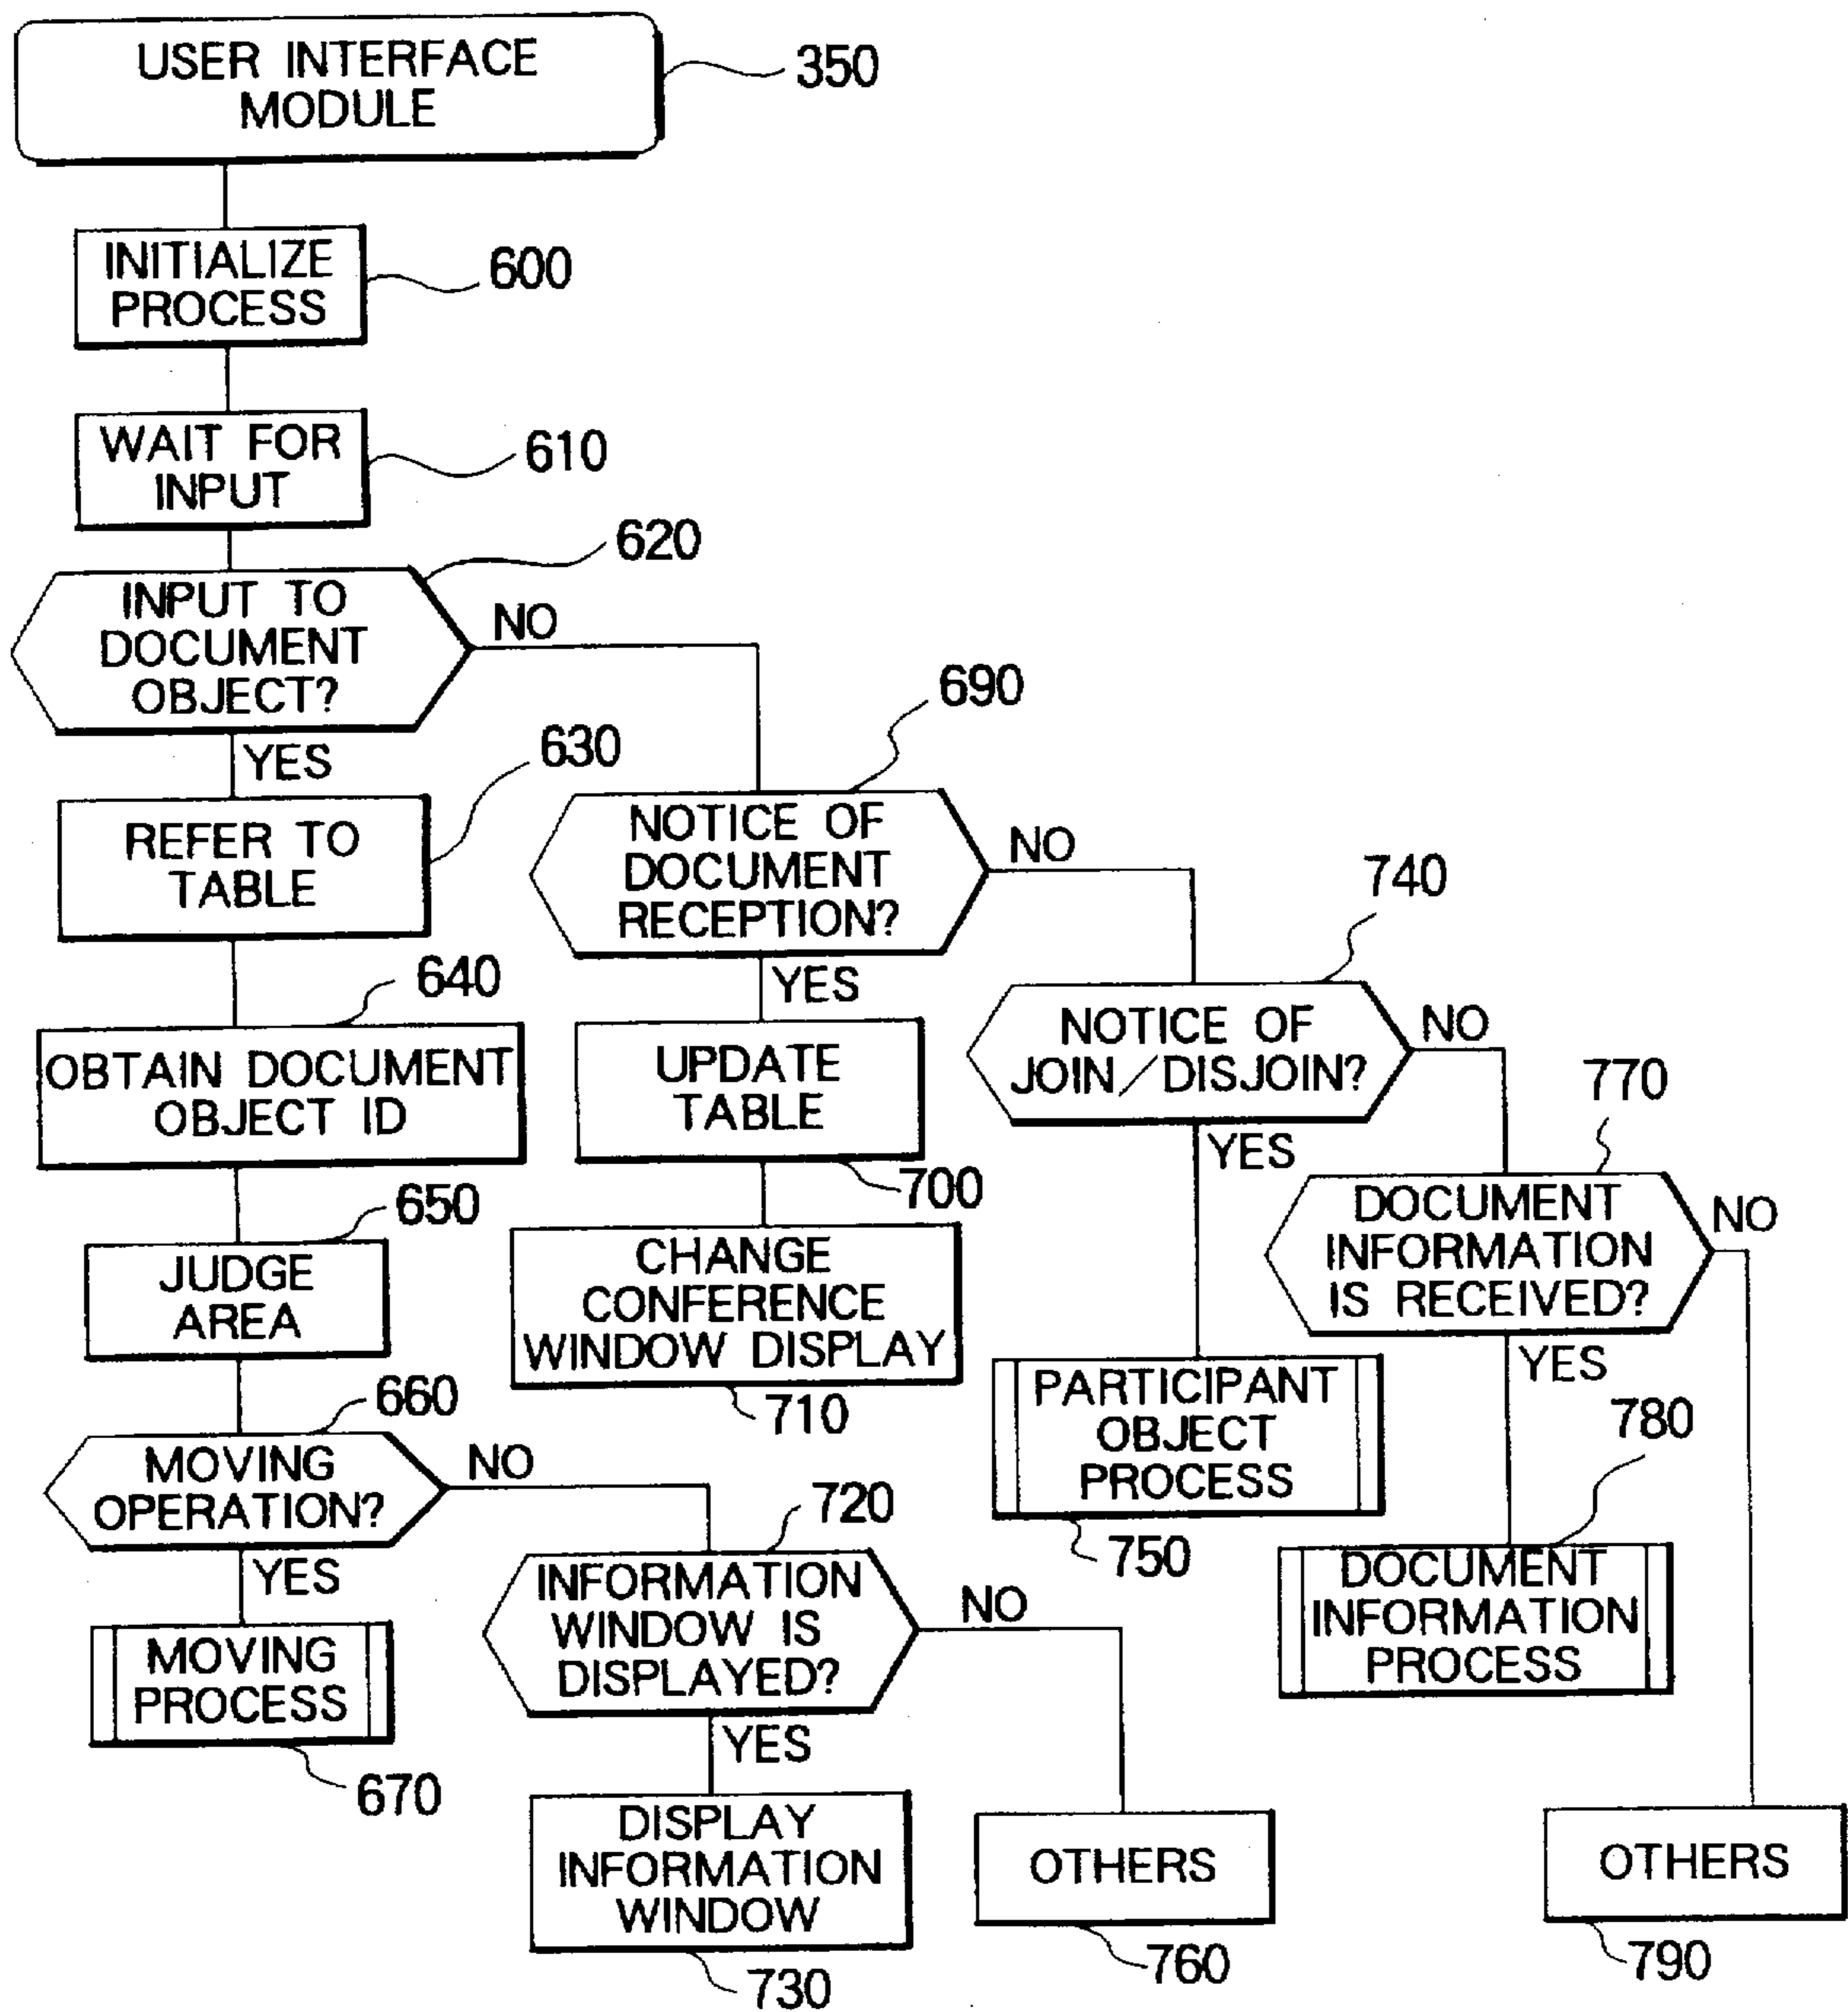 USER INTERFACE
MODULE
350
INITIALIZE
PROCESS
600
WAIT FOR
INPUT
610
620
INPUT TO
DOCUMENT
OBJECT?
NO
YES
630
REFER TO
TABLE
640
OBTAIN DOCUMENT
OBJECT ID
650
JUDGE
AREA
660
MOVING
OPERATION?
NO
YES
MOVING
PROCESS
670
690
NOTICE OF
DOCUMENT
RECEPTION?
NO
YES
UPDATE
TABLE
700
CHANGE
CONFERENCE
WINDOW DISPLAY
710
720
INFORMATION
WINDOW IS
DISPLAYED?
NO
YES
DISPLAY
INFORMATION
WINDOW
730
OTHERS
760
740
NOTICE OF
JOIN/DISJOIN?
NO
YES
PARTICIPANT
OBJECT
PROCESS
750
770
DOCUMENT
INFORMATION
IS RECEIVED?
NO
YES
780
DOCUMENT
INFORMATION
PROCESS
OTHERS
790